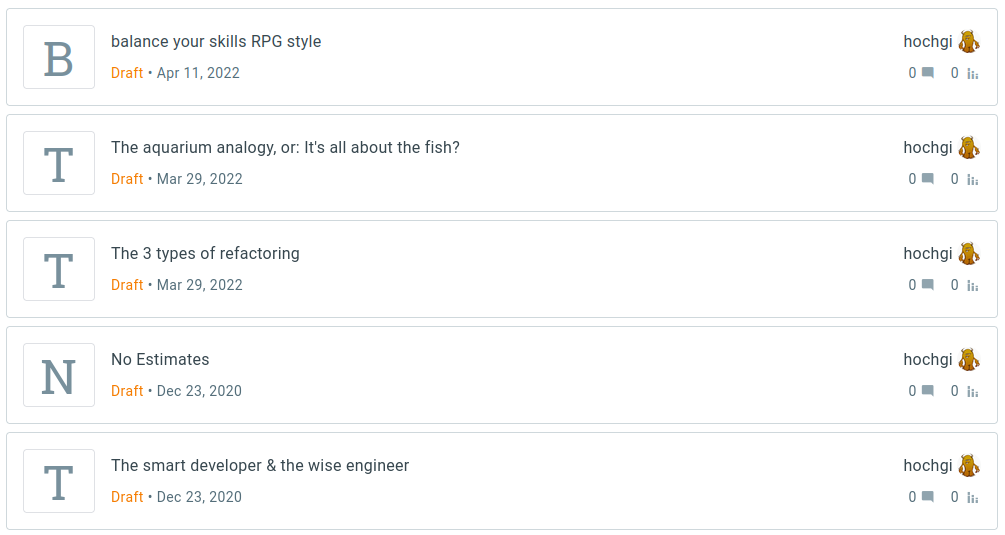 B
balance your skills RPG style
hochgi
Draft • Apr 11, 2022
0 0
T
The aquarium analogy, or: It's all about the fish?
hochgi
Draft • Mar 29, 2022
0 0
T
The 3 types of refactoring
hochgi
Draft • Mar 29, 2022
0 0
N
No Estimates
hochgi
Draft • Dec 23, 2020
0 0
T
The smart developer & the wise engineer
hochgi
Draft • Dec 23, 2020
0 0